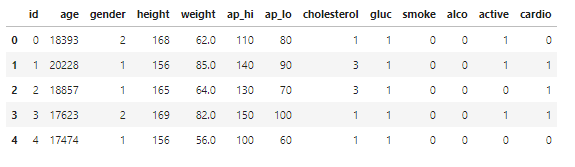 id age gender height weight ap_hi ap_lo cholesterol gluc smoke alco active cardio
0 0 18393 2 168 62.0 110 80 1 1 0 0 1 0
1 1 20228 1 156 85.0 140 90 3 1 0 0 1 1
2 2 18857 1 165 64.0 130 70 3 1 0 0 0 1
3 3 17623 2 169 82.0 150 100 1 1 0 0 1 1
4 4 17474 1 156 56.0 100 60 1 1 0 0 0 0